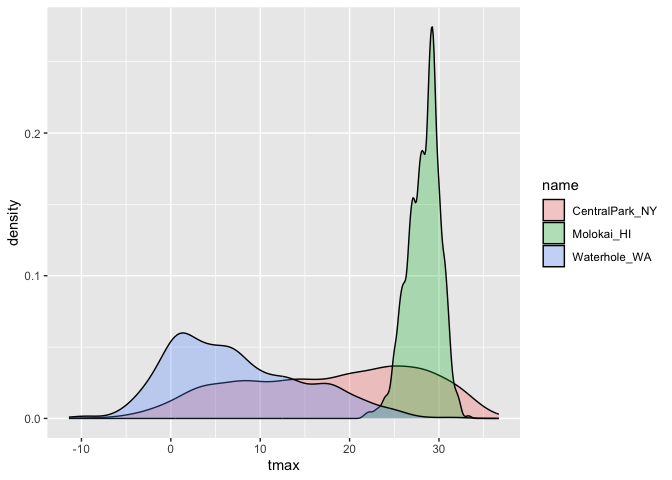 0.2
0.1
0.0
density
-10 0 10 20 30
tmax
name
CentralPark_NY
Molokai_HI
Waterhole_WA